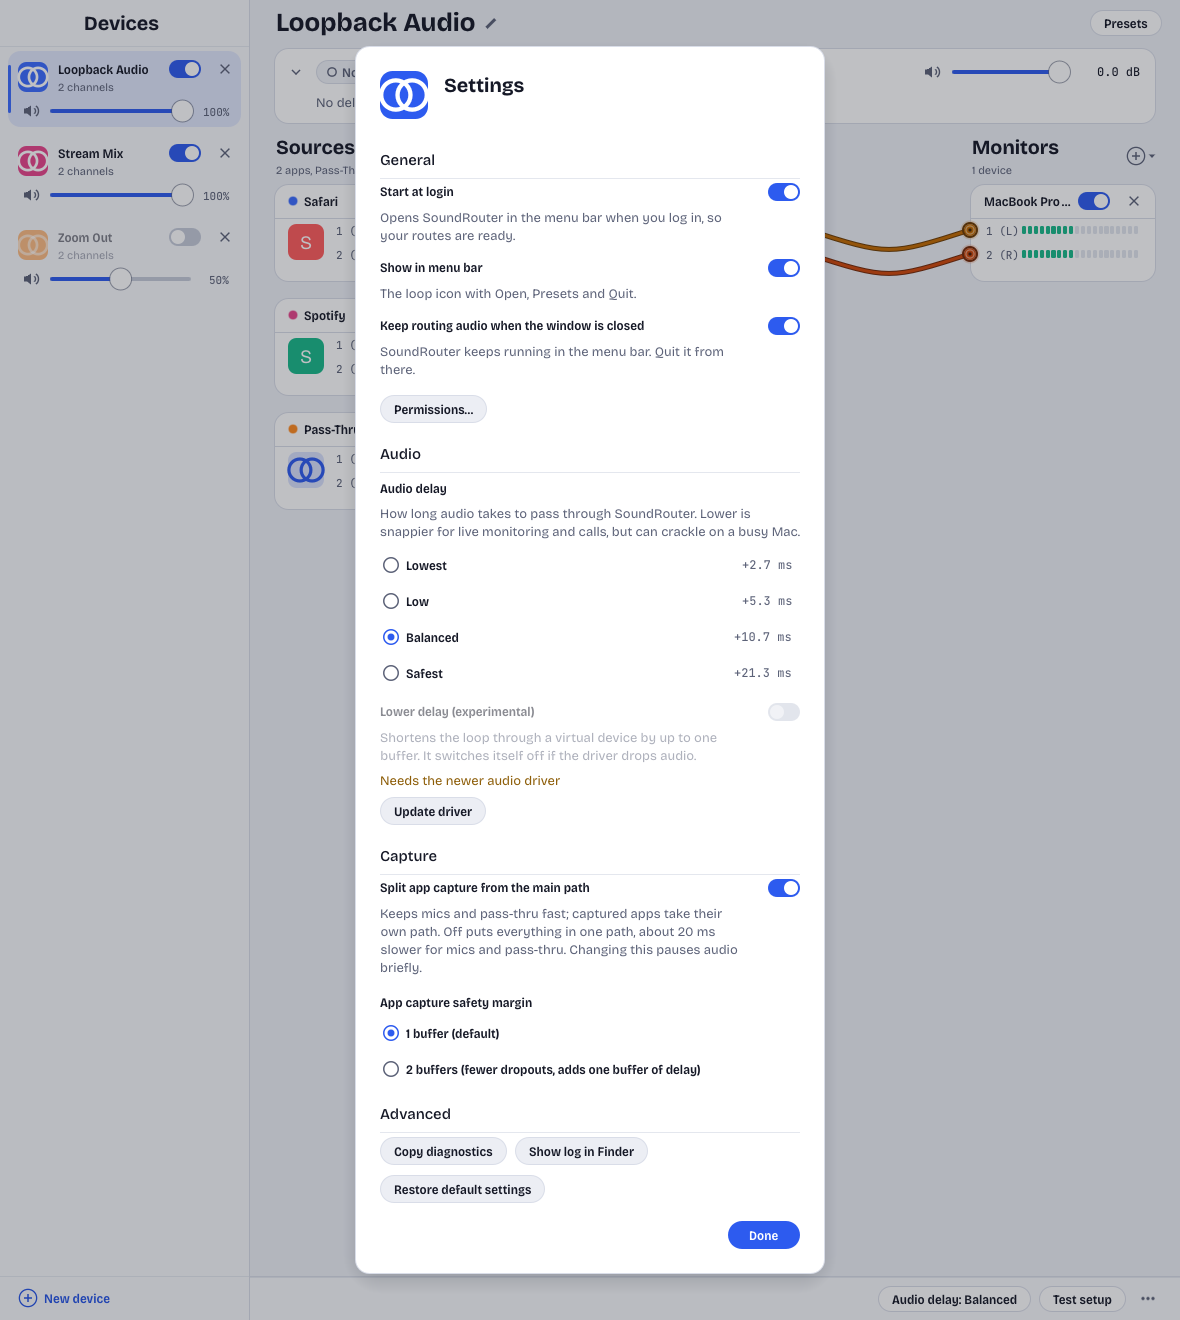 Devices
Loopback Audio
2 channels
100%
Stream Mix
2 channels
100%
Zoom Out
2 channels
50%
New device
Loopback Audio
Presets
No
No del
0.0 dB
Sources
2 apps, Pass-Th
Safari
S
1 (
2 (
Spotify
S
1 (
2 (
Pass-Thr
1 (
2 (
Monitors
1 device
MacBook Pro...
1 (L)
2 (R)
Settings
General
Start at login
Opens SoundRouter in the menu bar when you log in, so
your routes are ready.
Show in menu bar
The loop icon with Open, Presets and Quit.
Keep routing audio when the window is closed
SoundRouter keeps running in the menu bar. Quit it from
there.
Permissions...
Audio
Audio delay
How long audio takes to pass through SoundRouter. Lower is
snappier for live monitoring and calls, but can crackle on a busy Mac.
Lowest +2.7 ms
Low +5.3 ms
Balanced +10.7 ms
Safest +21.3 ms
Lower delay (experimental)
Shortens the loop through a virtual device by up to one
buffer. It switches itself off if the driver drops audio.
Needs the newer audio driver
Update driver
Capture
Split app capture from the main path
Keeps mics and pass-thru fast; captured apps take their
own path. Off puts everything in one path, about 20 ms
slower for mics and pass-thru. Changing this pauses audio
briefly.
App capture safety margin
1 buffer (default)
2 buffers (fewer dropouts, adds one buffer of delay)
Advanced
Copy diagnostics
Show log in Finder
Restore default settings
Done
Audio delay: Balanced
Test setup